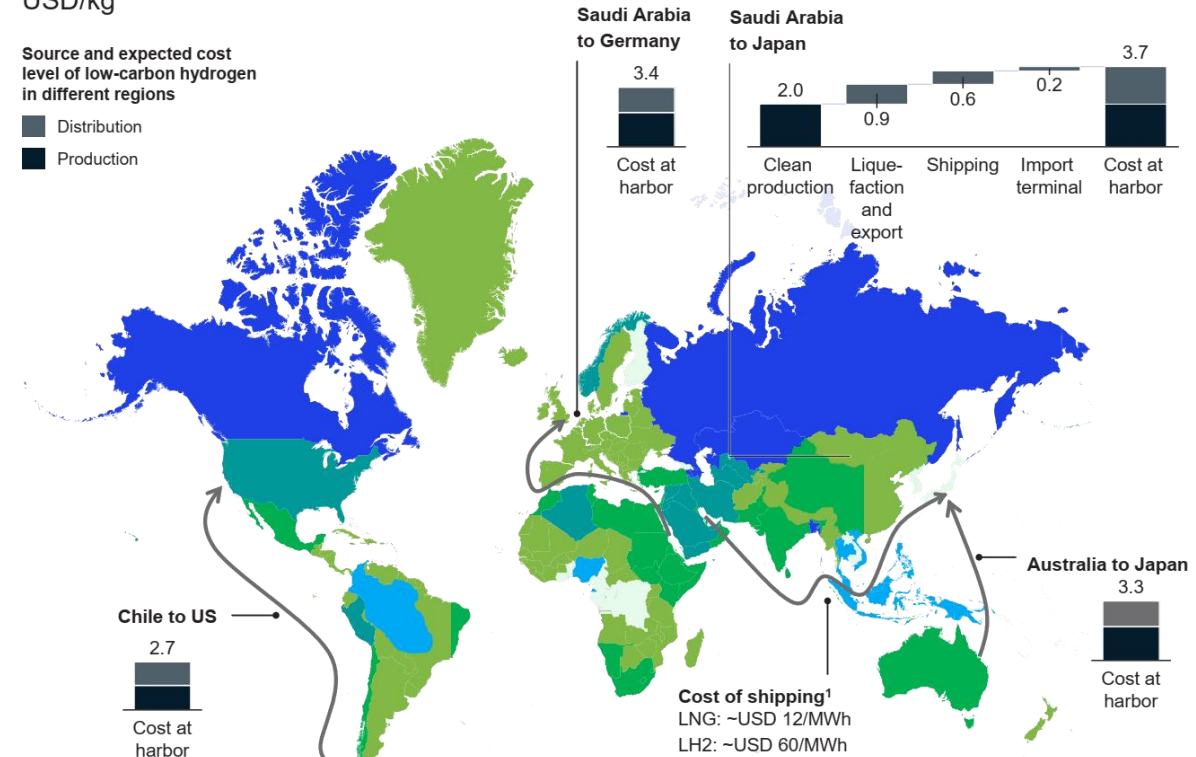 USD/kg
Source and expected cost
level of low-carbon hydrogen
in different regions
Distribution
Production
Saudi Arabia
to Germany
3.4
Cost at
harbor
Saudi Arabia
to Japan
2.0
0.9
0.6
0.2
3.7
Clean
production
Lique-
faction
and
export
Shipping
Import
terminal
Cost at
harbor
Chile to US
2.7
Cost at
harbor
Cost of shipping¹
LNG: ~USD 12/MWh
LH2: ~USD 60/MWh
Australia to Japan
3.3
Cost at
harbor